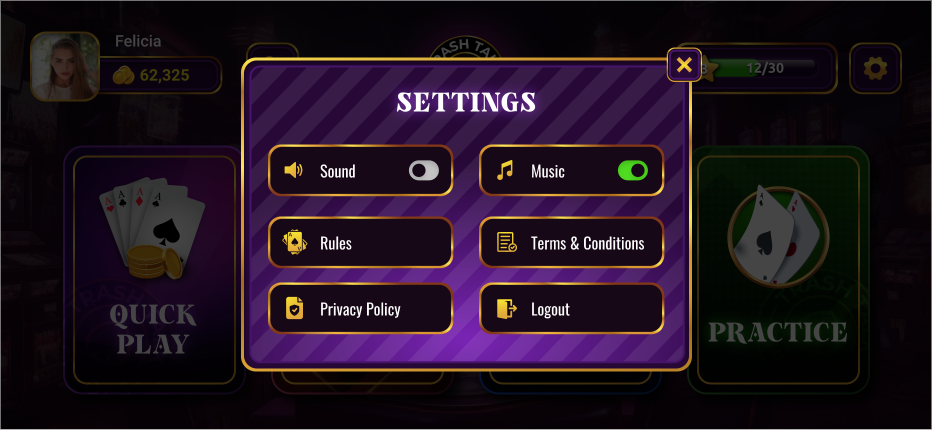 Felicia
62,325
12/30
SETTINGS
Sound
Music
Rules
Terms & Conditions
Privacy Policy
Logout
QUICK
PLAY
PRACTICE